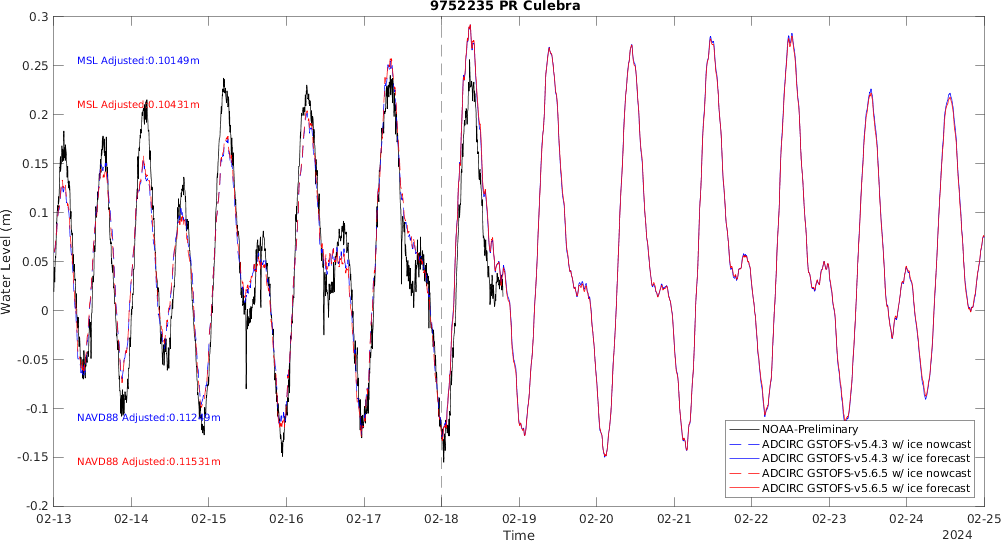 9752235 PR Culebra
0.3
0.25
0.2
0.15
0.1
0.05
0
-0.05
-0.1
-0.15
-0.2
Water Level (m)
MSL Adjusted:0.10149m
MSL Adjusted:0.10431m
NAVD88 Adjusted:0.11249m
NAVD88 Adjusted:0.11531m
NOAA-Preliminary
ADCIRC GSTOFS-v5.4.3 w/ ice nowcast
ADCIRC GSTOFS-v5.4.3 w/ ice forecast
ADCIRC GSTOFS-v5.6.5 w/ ice nowcast
ADCIRC GSTOFS-v5.6.5 w/ ice forecast
02-13 02-14 02-15 02-16 02-17 02-18 02-19 02-20 02-21 02-22 02-23 02-24 02-25
Time
2024